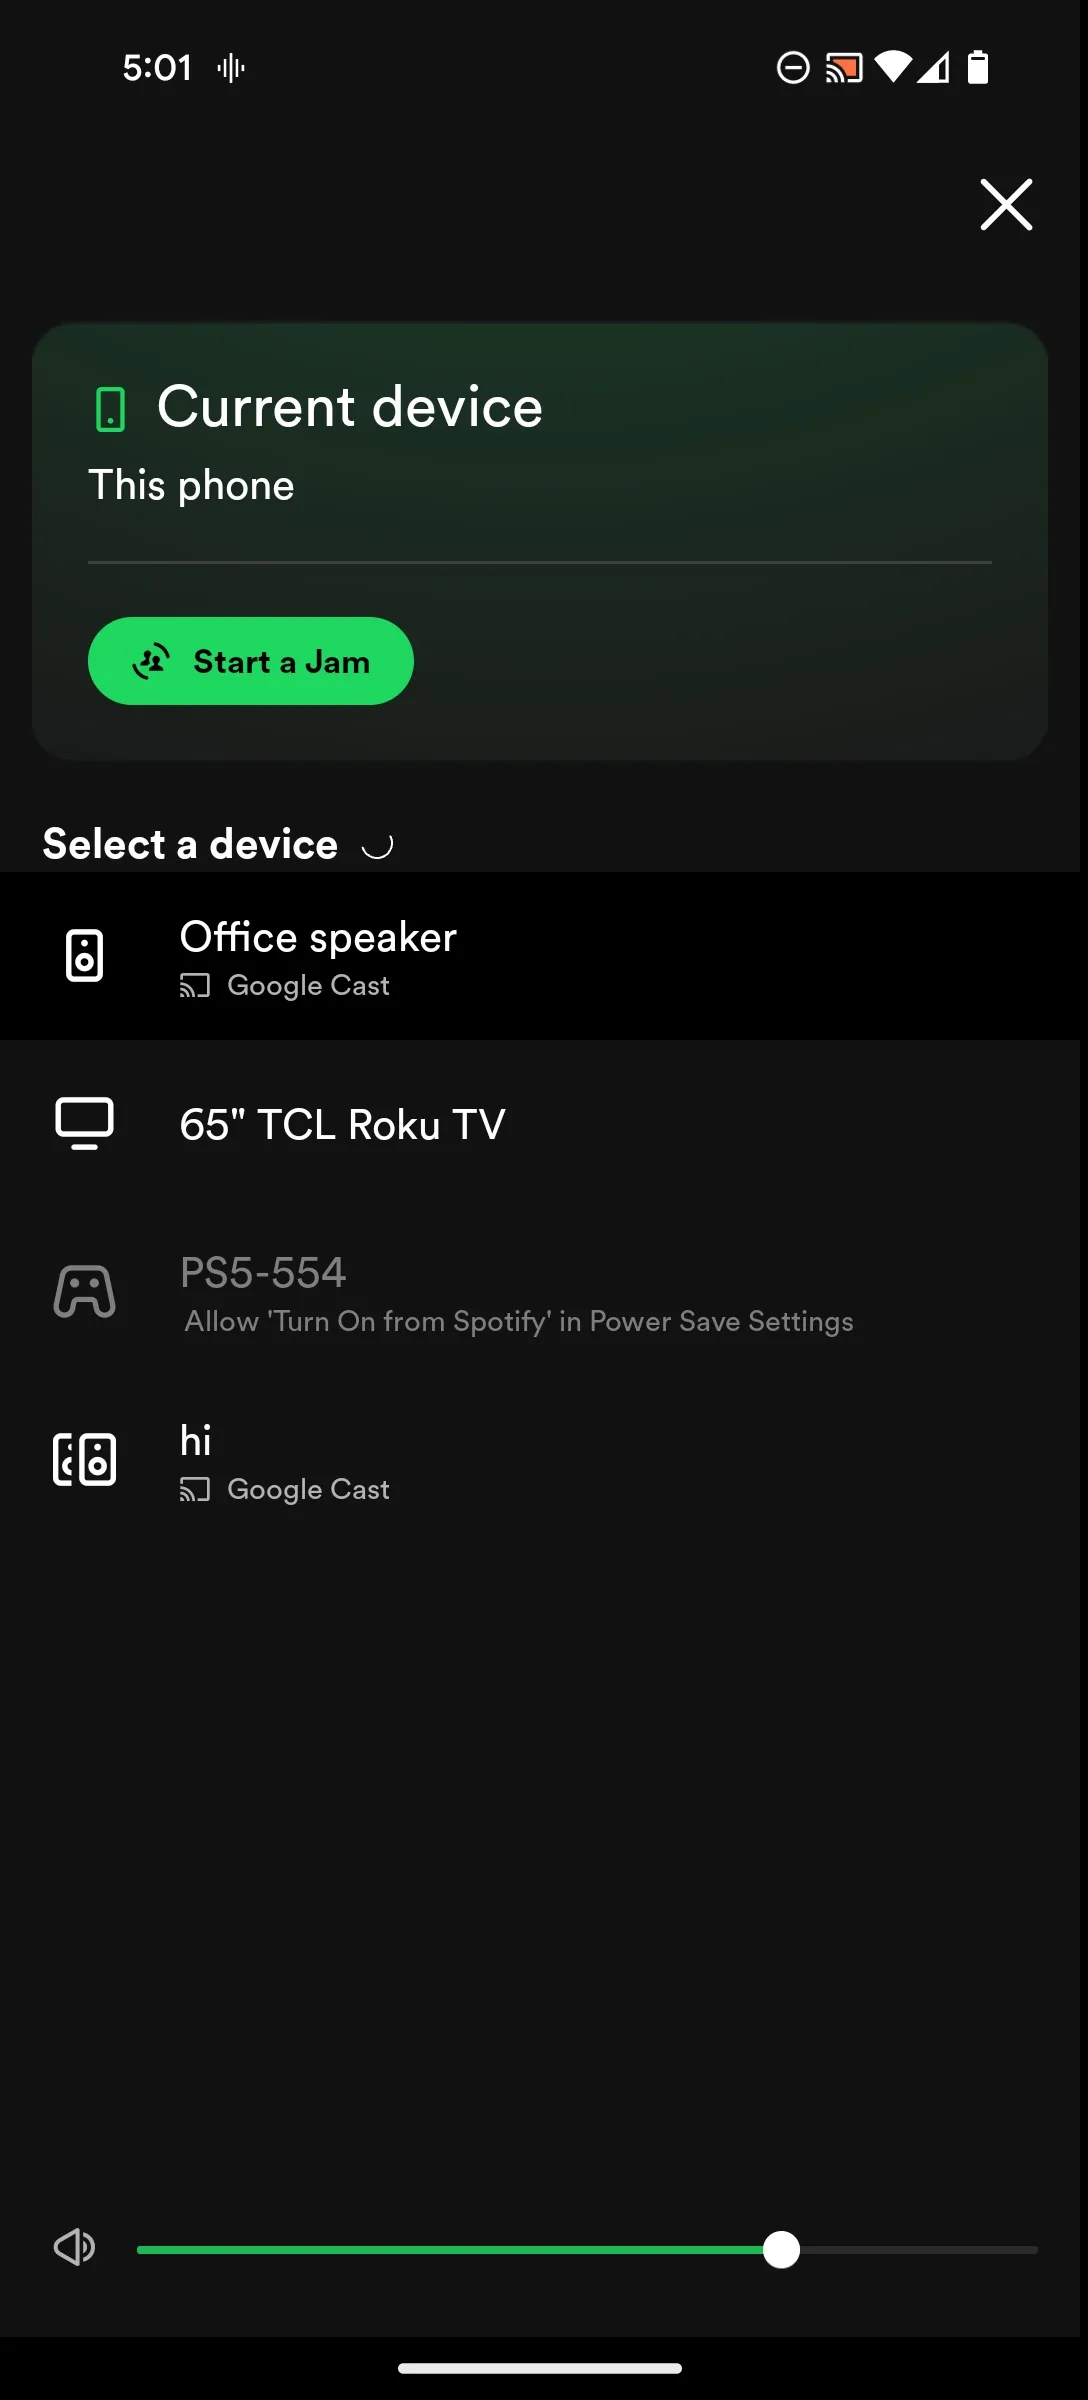 5:01
Current device
This phone
Start a Jam
Select a device
Office speaker
Google Cast
65" TCL Roku TV
PS5-554
Allow 'Turn On from Spotify' in Power Save Settings
hi
Google Cast